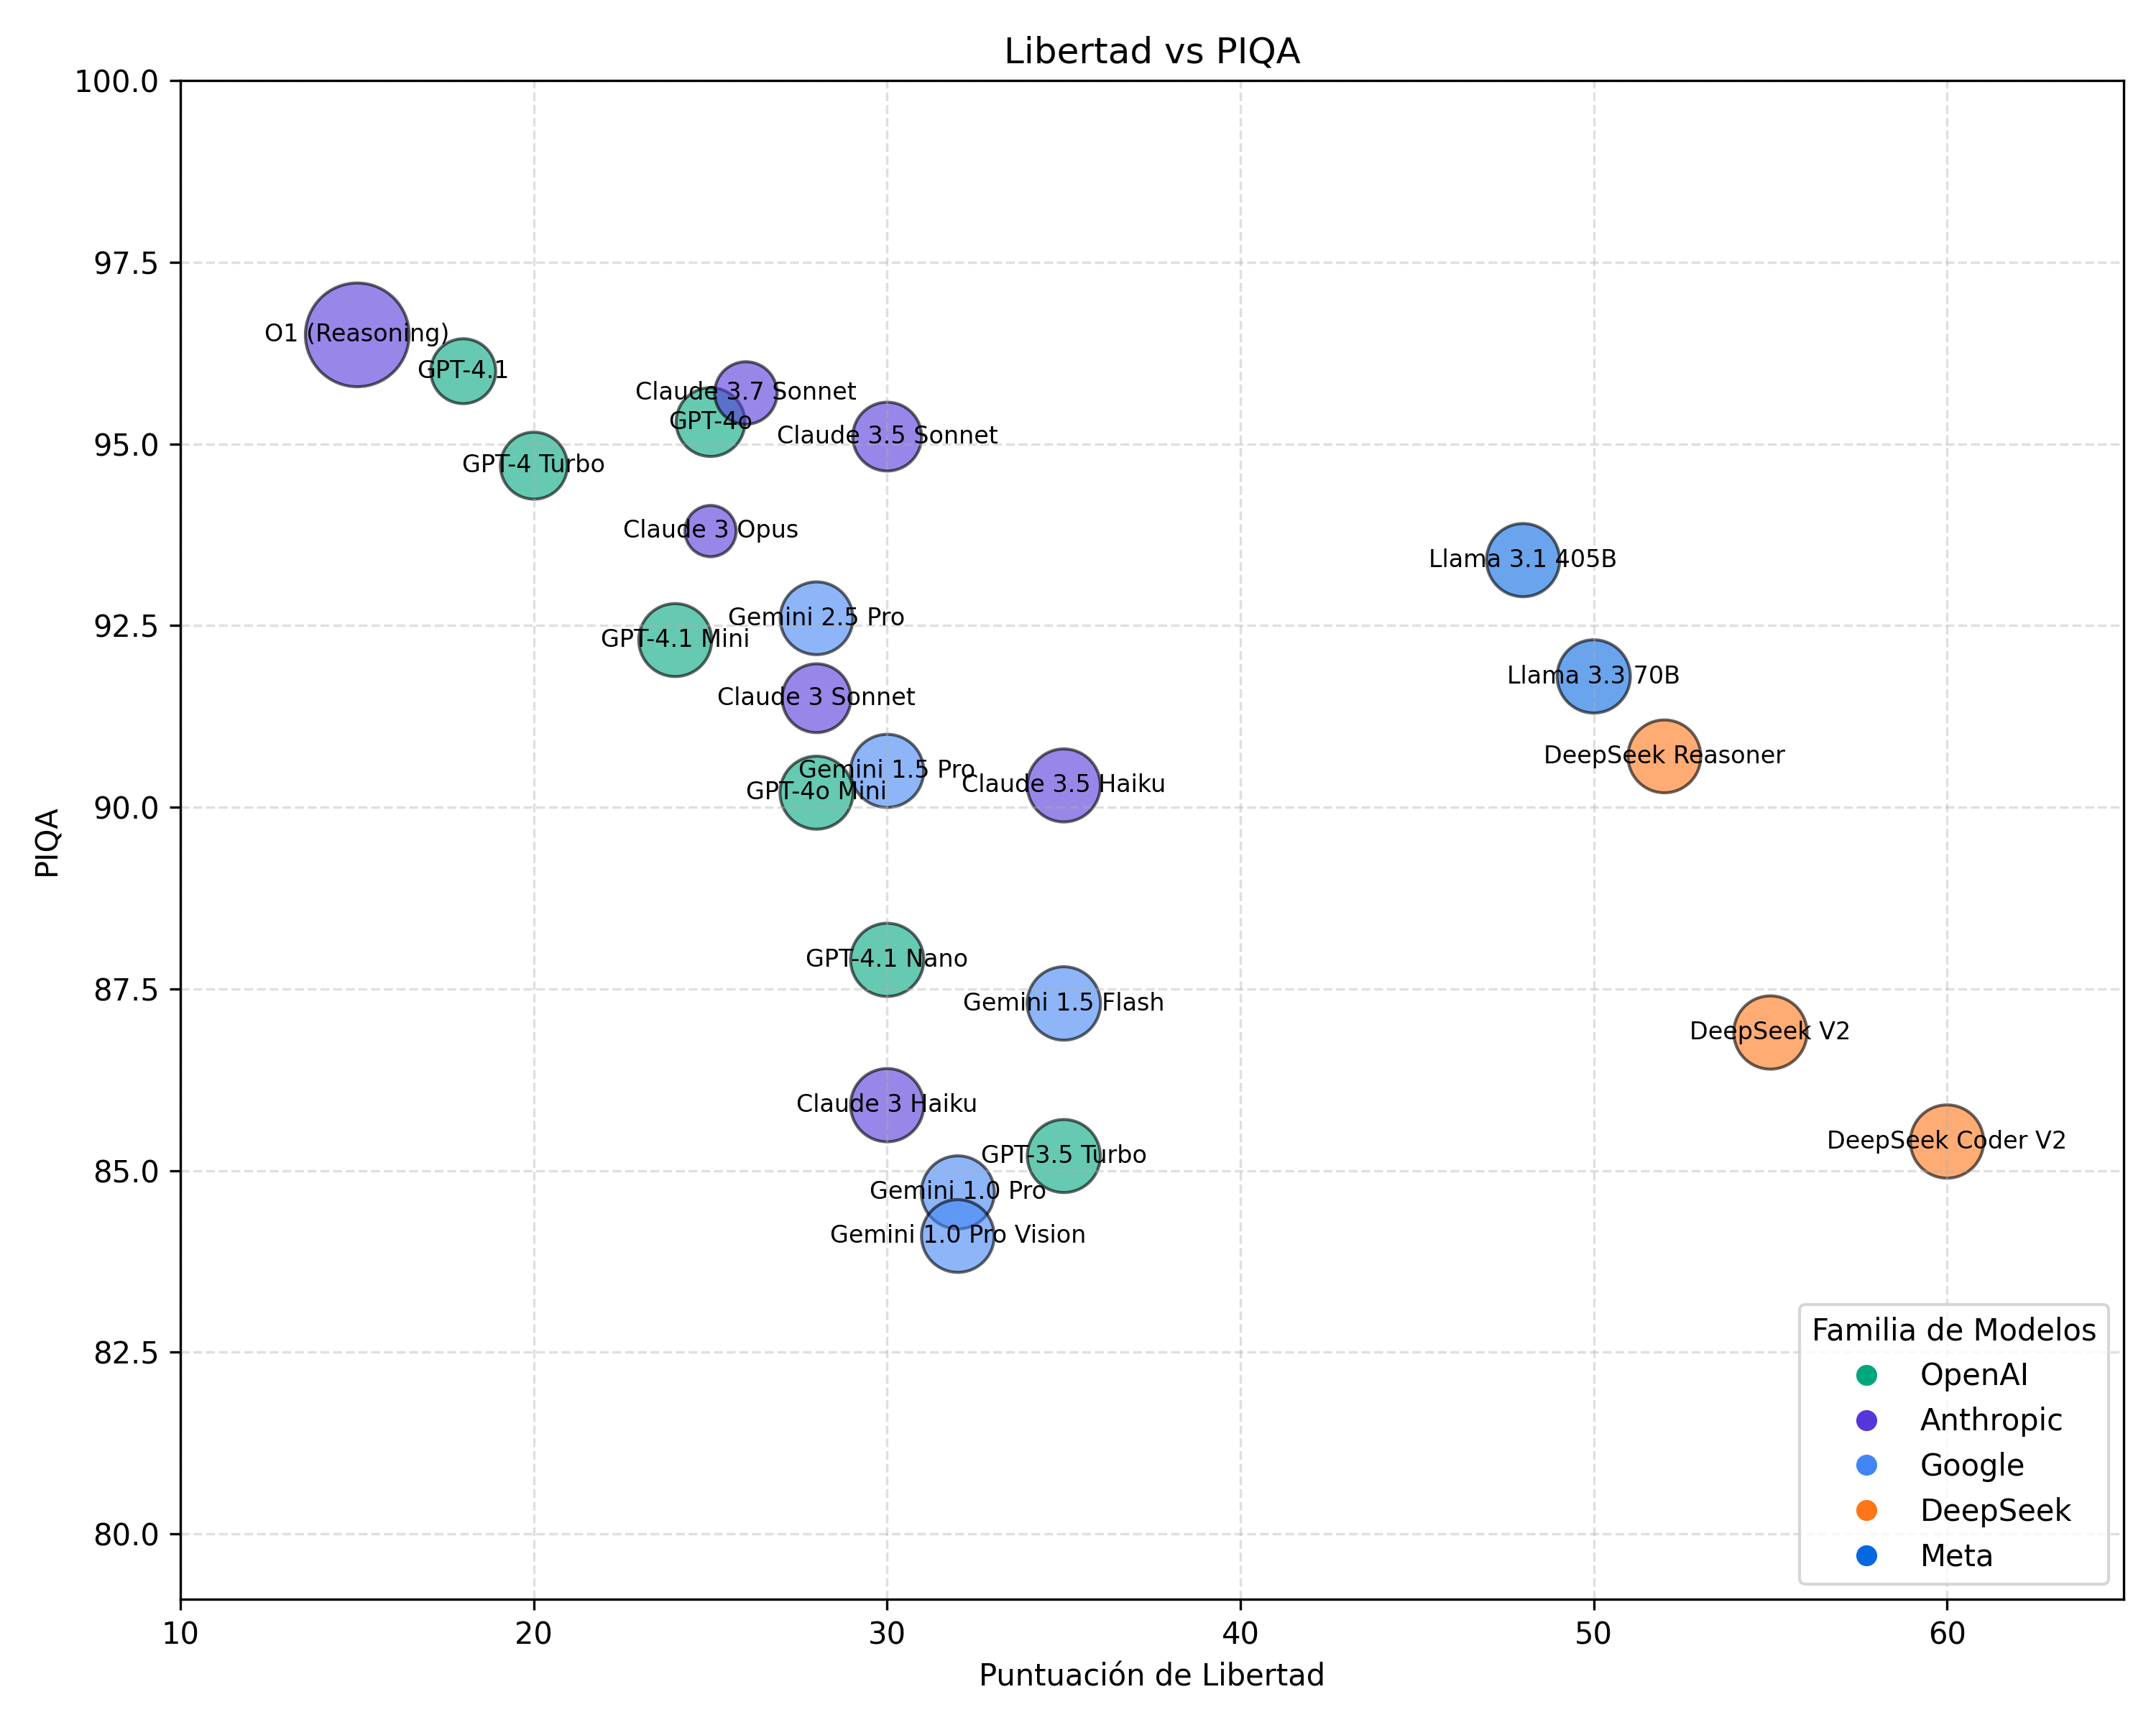 Libertad vs PIQA
100.0
97.5
95.0
92.5
90.0
87.5
85.0
82.5
80.0
PIQA
O1 (Reasoning)
GPT-4.1
Claude 3.7 Sonnet
GPT-4o
Claude 3.5 Sonnet
GPT-4 Turbo
Claude 3 Opus
Llama 3.1 405B
Gemini 2.5 Pro
GPT-4.1 Mini
Llama 3.3 70B
Claude 3 Sonnet
DeepSeek Reasoner
Gemini 1.5 Pro
Claude 3.5 Haiku
GPT-4o Mini
GPT-4.1 Nano
Gemini 1.5 Flash
DeepSeek V2
Claude 3 Haiku
DeepSeek Coder V2
GPT-3.5 Turbo
Gemini 1.0 Pro
Gemini 1.0 Pro Vision
Familia de Modelos
OpenAI
Anthropic
Google
DeepSeek
Meta
10 20 30 40 50 60
Puntuación de Libertad